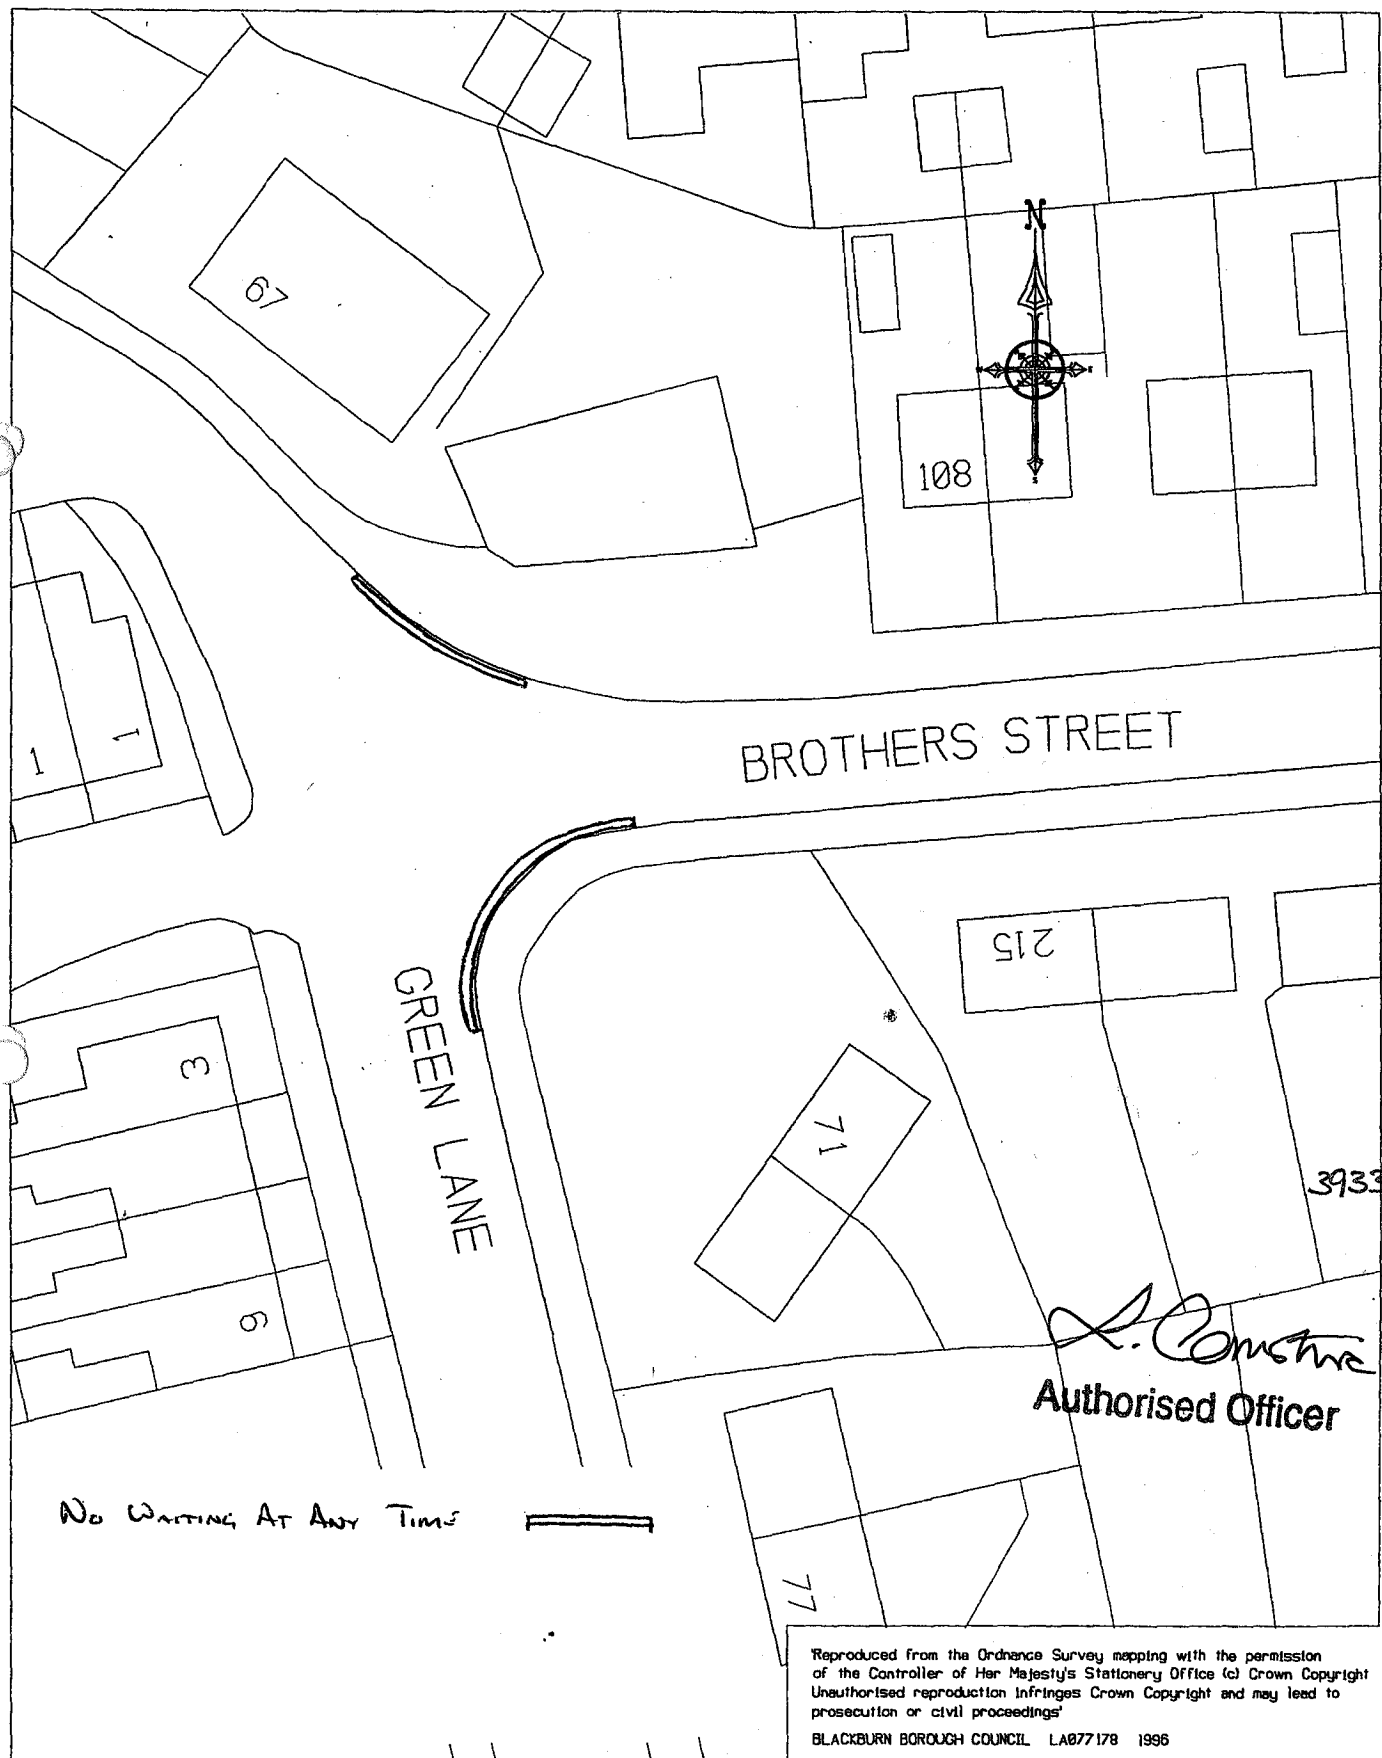 67
N
108
1
1
BROTHERS STREET
215
GREEN LANE
3
71
3933
9
Authorised Officer
No Waiting At Any Time
77
'Reproduced from the Ordnance Survey mapping with the permission
of the Controller of Her Majesty's Stationery Office (c) Crown Copyright
Unauthorised reproduction infringes Crown Copyright and may lead to
prosecution or civil proceedings'
BLACKBURN BOROUGH COUNCIL LA077178 1996